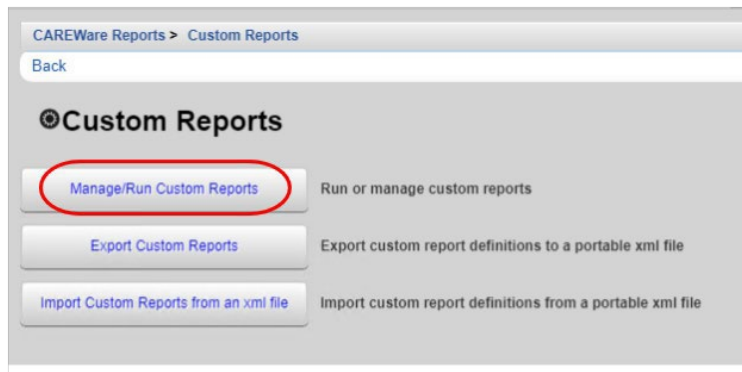 CAREWare Reports > Custom Reports
Back
Custom Reports
Manage/Run Custom Reports Run or manage custom reports
Export Custom Reports Export custom report definitions to a portable xml file
Import Custom Reports from an xml file Import custom report definitions from a portable xml file